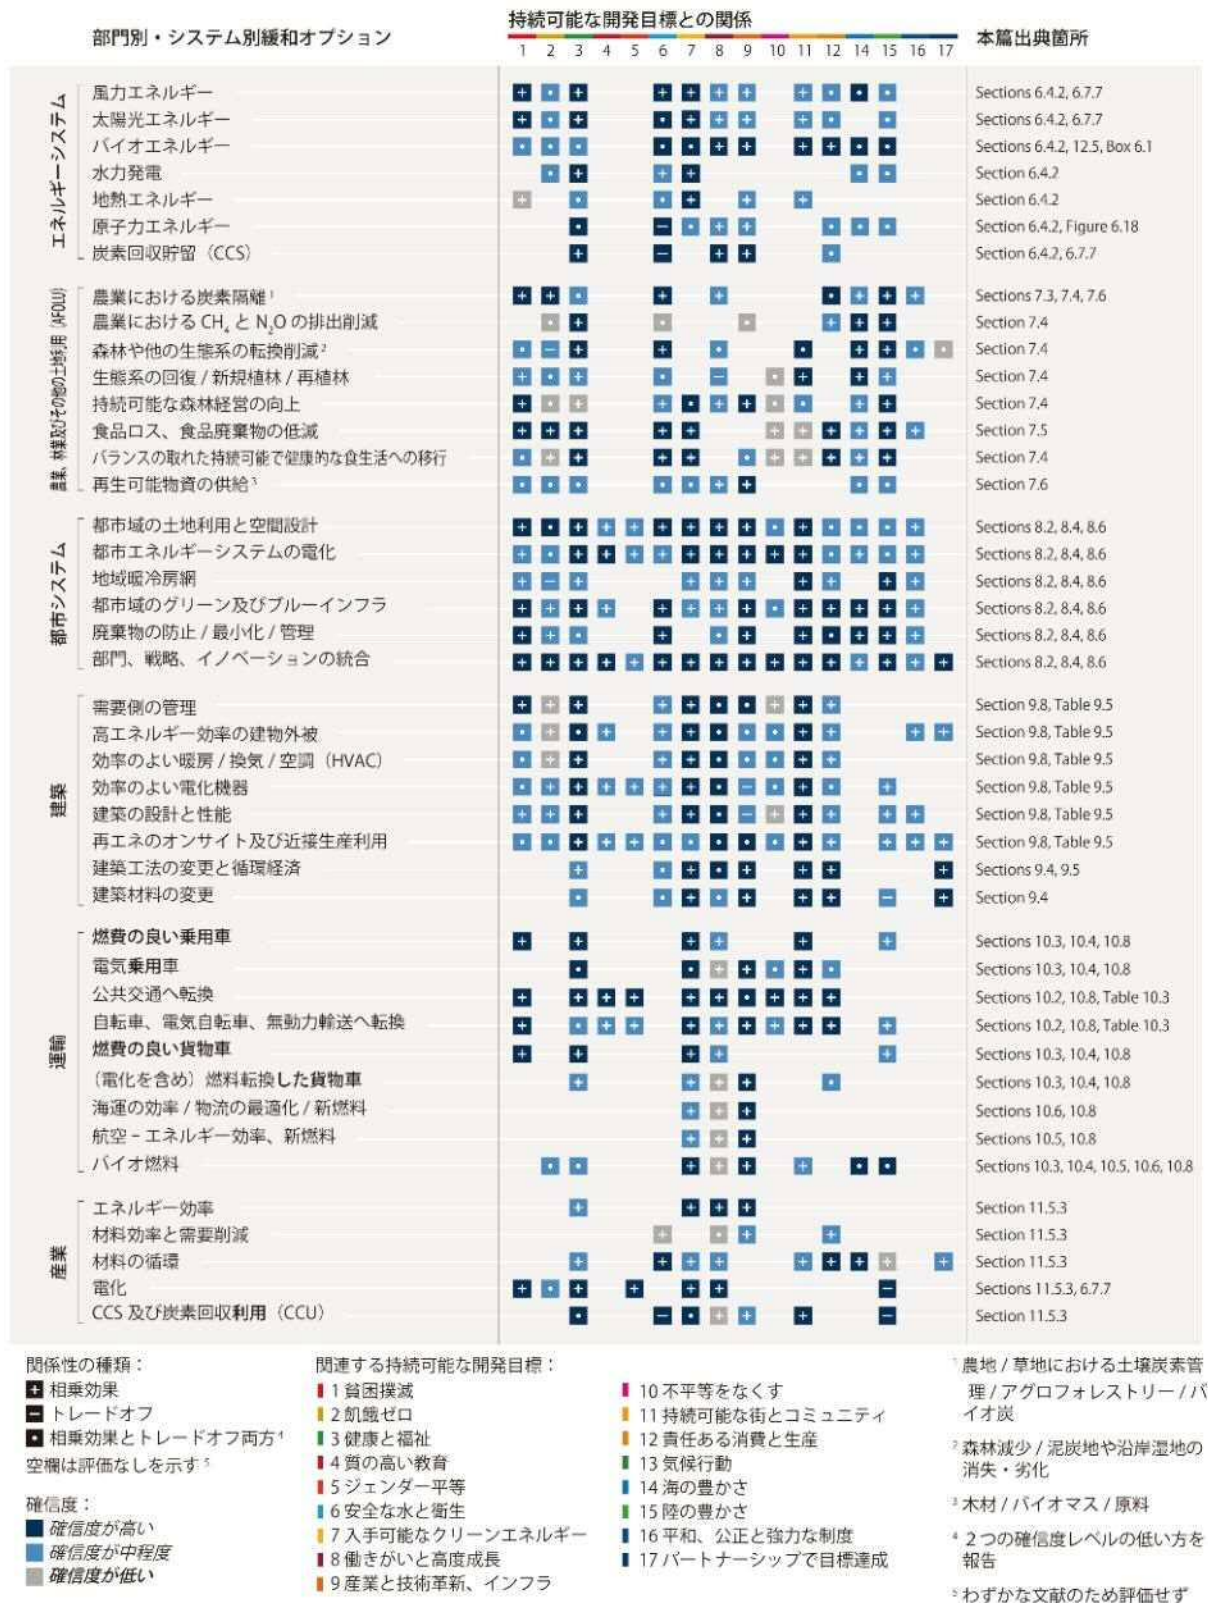 部門別・システム別緩和オプション
持続可能な開発目標との関係
1 2 3 4 5 6 7 8 9 10 11 12 14 15 16 17
本篇出典箇所
エネルギーシステム
風力エネルギー Sections 6.4.2, 6.7.7
太陽光エネルギー Sections 6.4.2, 6.7.7
バイオエネルギー Sections 6.4.2, 12.5, Box 6.1
水力発電 Section 6.4.2
地熱エネルギー Section 6.4.2
原子力エネルギー Section 6.4.2, Figure 6.18
炭素回収貯留（CCS） Section 6.4.2, 6.7.7
農業、林業及びその他の土地利用（AFOLU）
農業における炭素隔離¹ Sections 7.3, 7.4, 7.6
農業における CH₄ と N₂O の排出削減 Section 7.4
森林や他の生態系の転換削減² Section 7.4
生態系の回復 / 新規植林 / 再植林 Section 7.4
持続可能な森林経営の向上 Section 7.4
食品ロス、食品廃棄物の低減 Section 7.5
バランスの取れた持続可能で健康的な食生活への移行 Section 7.4
再生可能物資の供給³ Section 7.6
都市システム
都市域の土地利用と空間設計 Sections 8.2, 8.4, 8.6
都市エネルギーシステムの電化 Sections 8.2, 8.4, 8.6
地域暖冷房網 Sections 8.2, 8.4, 8.6
都市域のグリーン及びブルーインフラ Sections 8.2, 8.4, 8.6
廃棄物の防止 / 最小化 / 管理 Sections 8.2, 8.4, 8.6
部門、戦略、イノベーションの統合 Sections 8.2, 8.4, 8.6
建築
需要側の管理 Section 9.8, Table 9.5
高エネルギー効率の建物外被 Section 9.8, Table 9.5
効率のよい暖房 / 換気 / 空調（HVAC） Section 9.8, Table 9.5
効率のよい電化機器 Section 9.8, Table 9.5
建築の設計と性能 Section 9.8, Table 9.5
再エネのオンサイト及び近接生産利用 Section 9.8, Table 9.5
建築工法の変更と循環経済 Sections 9.4, 9.5
建築材料の変更 Section 9.4
運輸
燃費の良い乗用車 Sections 10.3, 10.4, 10.8
電気乗用車 Sections 10.3, 10.4, 10.8
公共交通へ転換 Sections 10.2, 10.8, Table 10.3
自転車、電気自転車、無動力輸送へ転換 Sections 10.2, 10.8, Table 10.3
燃費の良い貨物車 Sections 10.3, 10.4, 10.8
（電化を含め）燃料転換した貨物車 Sections 10.3, 10.4, 10.8
海運の効率 / 物流の最適化 / 新燃料 Sections 10.6, 10.8
航空 – エネルギー効率、新燃料 Sections 10.5, 10.8
バイオ燃料 Sections 10.3, 10.4, 10.5, 10.6, 10.8
産業
エネルギー効率 Section 11.5.3
材料効率と需要削減 Section 11.5.3
材料の循環 Section 11.5.3
電化 Sections 11.5.3, 6.7.7
CCS 及び炭素回収利用（CCU） Section 11.5.3
関係性の種類：
+ 相乗効果
− トレードオフ
• 相乗効果とトレードオフ両方⁴
空欄は評価なしを示す⁵
確信度：
確信度が高い
確信度が中程度
確信度が低い
関連する持続可能な開発目標：
1 貧困撲滅
2 飢餓ゼロ
3 健康と福祉
4 質の高い教育
5 ジェンダー平等
6 安全な水と衛生
7 入手可能なクリーンエネルギー
8 働きがいと高度成長
9 産業と技術革新、インフラ
10 不平等をなくす
11 持続可能な街とコミュニティ
12 責任ある消費と生産
13 気候行動
14 海の豊かさ
15 陸の豊かさ
16 平和、公正と強力な制度
17 パートナーシップで目標達成
¹ 農地 / 草地における土壌炭素管
理 / アグロフォレストリー / バ
イオ炭
² 森林減少 / 泥炭地や沿岸湿地の
消失・劣化
³ 木材 / バイオマス / 原料
⁴ ２つの確信度レベルの低い方を
報告
⁵ わずかな文献のため評価せず